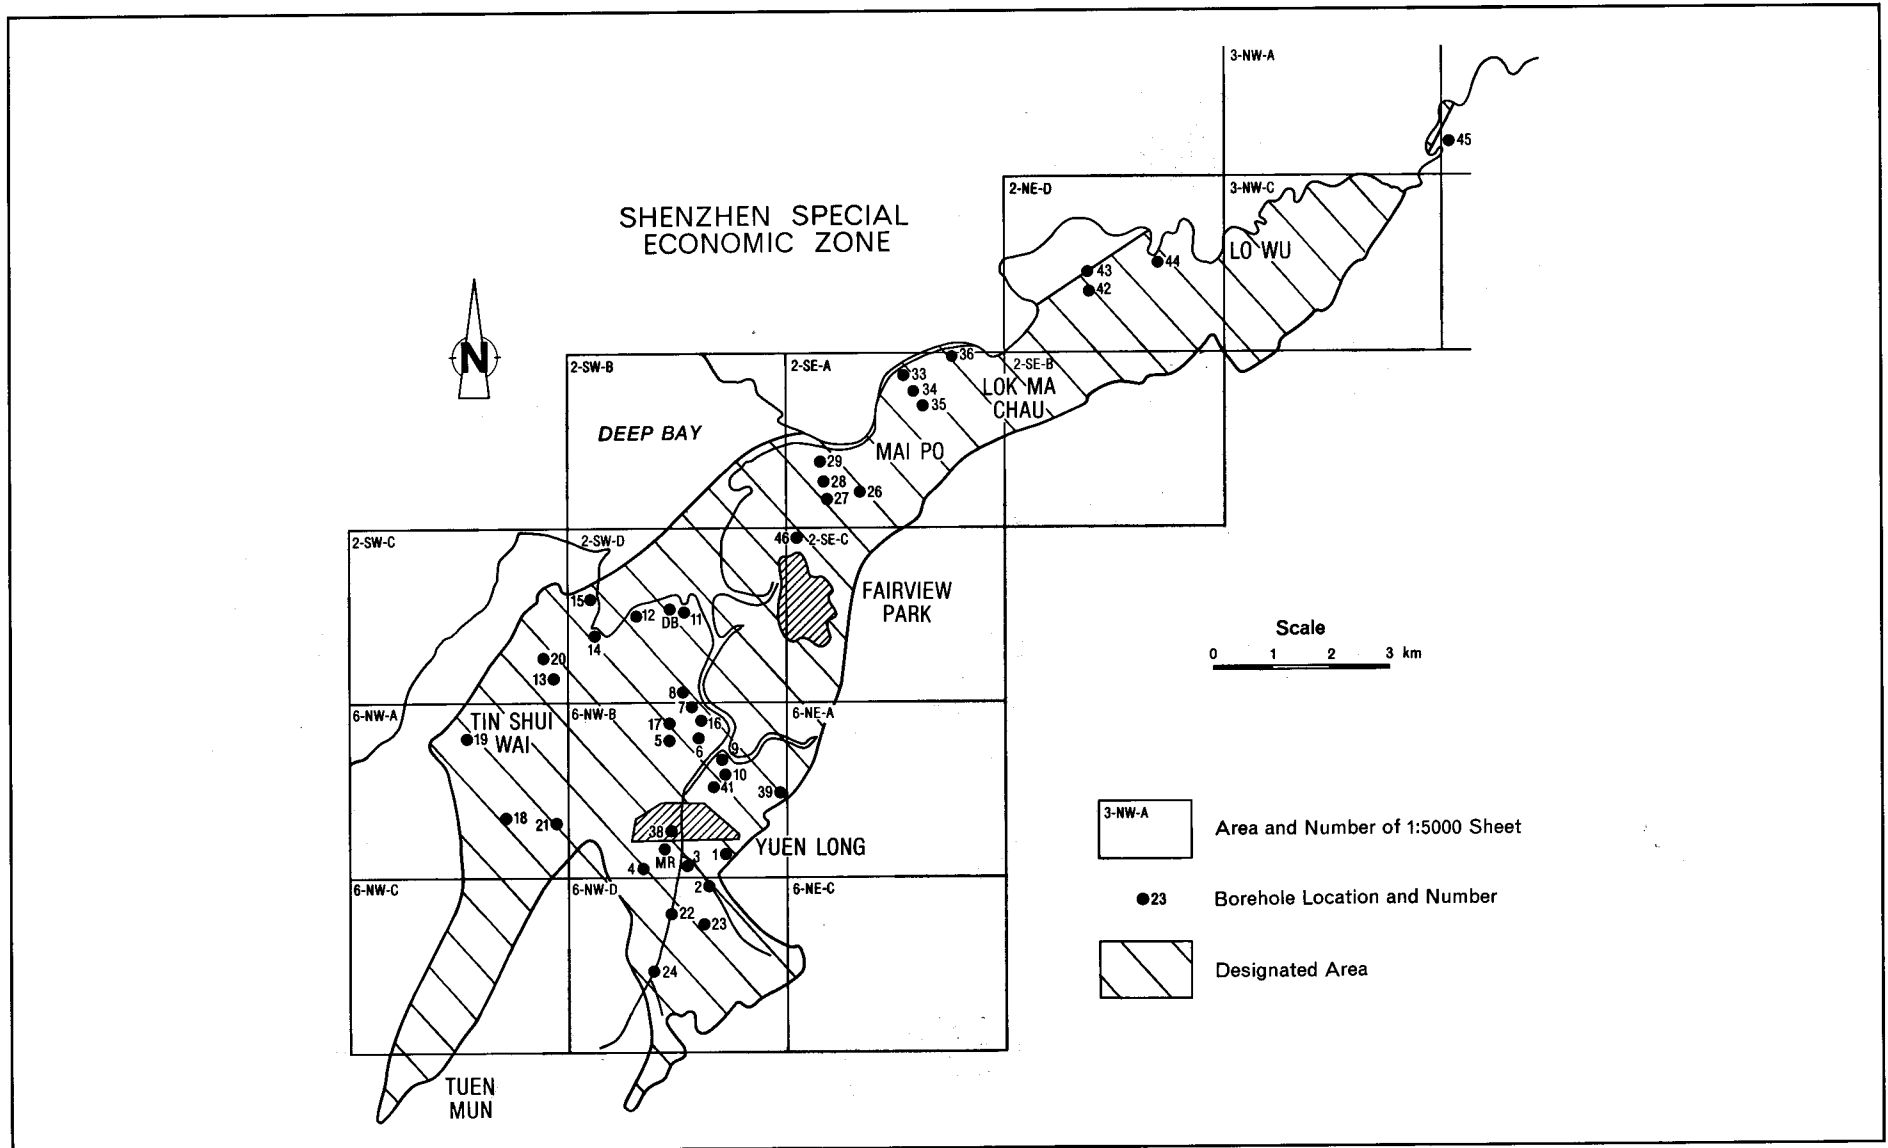 3-NW-A
45
2-NE-D
3-NW-C
SHENZHEN SPECIAL
ECONOMIC ZONE
LO WU
43
44
42
N
2-SW-B
2-SE-A
36
2-SE-B
33
34
35
LOK MA
CHAU
DEEP BAY
MAI PO
29
28
26
27
2-SW-C
2-SW-D
46
2-SE-C
FAIRVIEW
PARK
15
12
DB
11
14
20
13
Scale
0 1 2 3 km
8
7
6-NW-A
6-NW-B
6-NE-A
TIN SHUI
WAI
19
17
16
5
6
9
10
41
39
18
21
38
3-NW-A
Area and Number of 1:5000 Sheet
YUEN LONG
MR
3
1
4
6-NW-C
6-NW-D
2
6-NE-C
22
23
23
Borehole Location and Number
24
Designated Area
TUEN
MUN